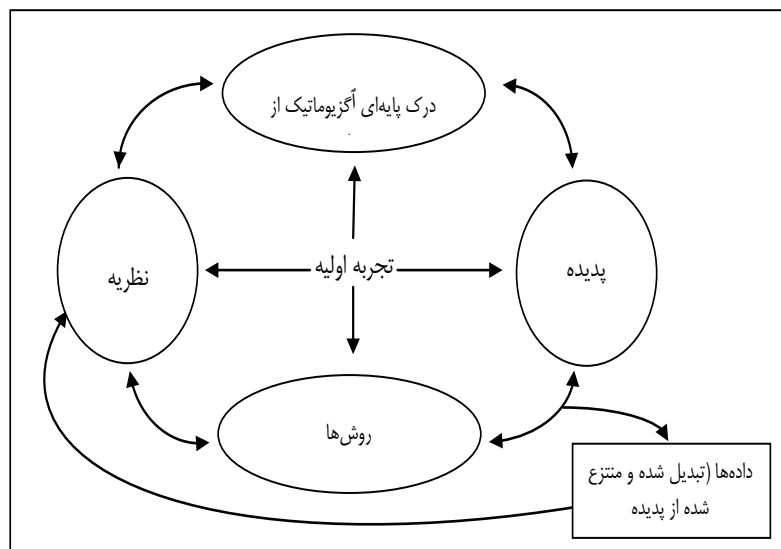 درک پایه‌ای آگزیوماتیک از
نظریه
تجربه اولیه
پدیده
روش‌ها
داده‌ها (تبدیل شده و منتزع
شده از پدیده